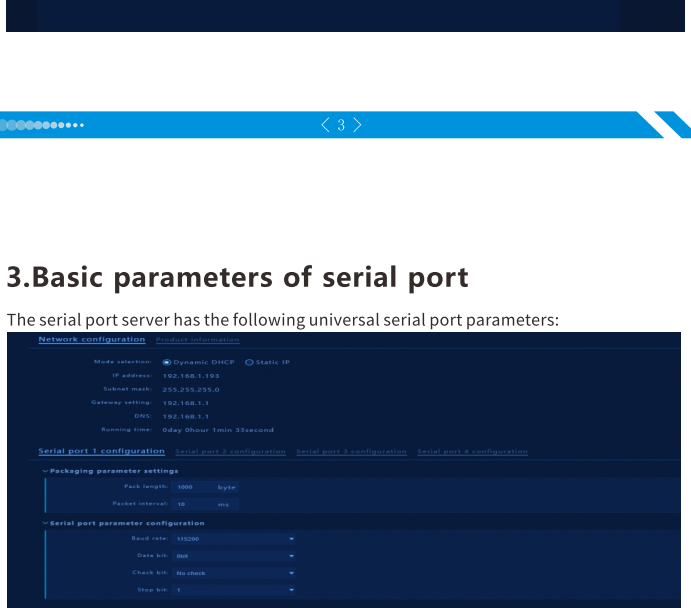 〈 3 〉
3.Basic parameters of serial port
The serial port server has the following universal serial port parameters:
Network configuration Product information
Mode selection: Dynamic DHCP Static IP
IP address: 192.168.1.193
Subnet mask: 255.255.255.0
Gateway setting: 192.168.1.1
DNS: 192.168.1.1
Running time: 0day 0hour 1min 33second
Serial port 1 configuration Serial port 2 configuration Serial port 3 configuration Serial port 4 configuration
Packaging parameter settings
Pack length: 1000 byte
Packet interval: 10 ms
Serial port parameter configuration
Baud rate: 115200
Date bit: 8bit
Check bit: No check
Stop bit: 1